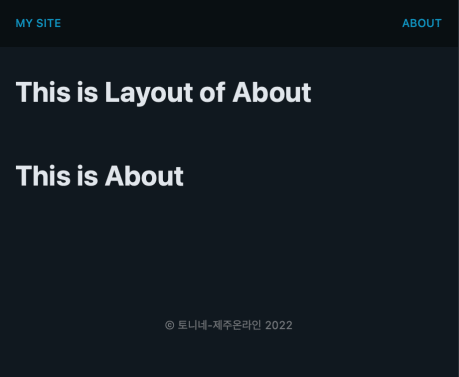 MY SITE
ABOUT
This is Layout of About
This is About
© 토니네-제주온라인 2022